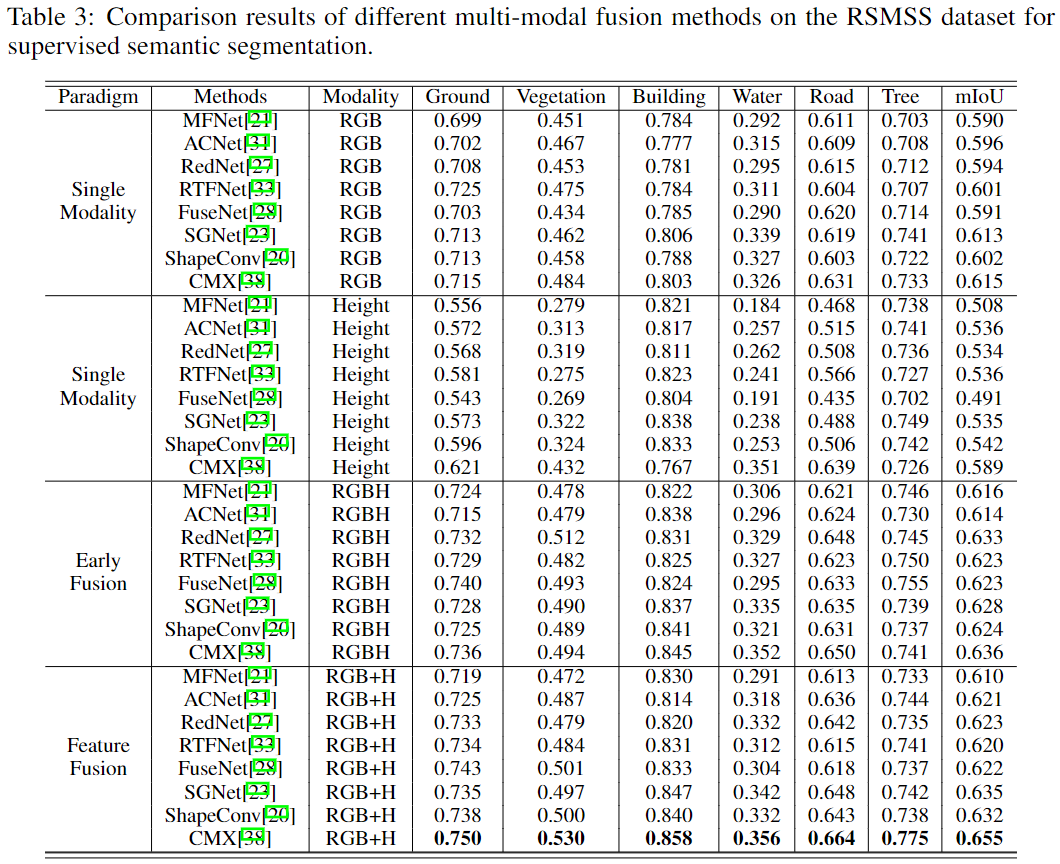 Table 3: Comparison results of different multi-modal fusion methods on the RSMSS dataset for
supervised semantic segmentation.
Paradigm Methods Modality Ground Vegetation Building Water Road Tree mIoU
MFNet[21] RGB 0.699 0.451 0.784 0.292 0.611 0.703 0.590
ACNet[31] RGB 0.702 0.467 0.777 0.315 0.609 0.708 0.596
RedNet[27] RGB 0.708 0.453 0.781 0.295 0.615 0.712 0.594
Single RTFNet[33] RGB 0.725 0.475 0.784 0.311 0.604 0.707 0.601
Modality FuseNet[28] RGB 0.703 0.434 0.785 0.290 0.620 0.714 0.591
SGNet[23] RGB 0.713 0.462 0.806 0.339 0.619 0.741 0.613
ShapeConv[20] RGB 0.713 0.458 0.788 0.327 0.603 0.722 0.602
CMX[38] RGB 0.715 0.484 0.803 0.326 0.631 0.733 0.615
MFNet[21] Height 0.556 0.279 0.821 0.184 0.468 0.738 0.508
ACNet[31] Height 0.572 0.313 0.817 0.257 0.515 0.741 0.536
RedNet[27] Height 0.568 0.319 0.811 0.262 0.508 0.736 0.534
Single RTFNet[33] Height 0.581 0.275 0.823 0.241 0.566 0.727 0.536
Modality FuseNet[28] Height 0.543 0.269 0.804 0.191 0.435 0.702 0.491
SGNet[23] Height 0.573 0.322 0.838 0.238 0.488 0.749 0.535
ShapeConv[20] Height 0.596 0.324 0.833 0.253 0.506 0.742 0.542
CMX[38] Height 0.621 0.432 0.767 0.351 0.639 0.726 0.589
MFNet[21] RGBH 0.724 0.478 0.822 0.306 0.621 0.746 0.616
ACNet[31] RGBH 0.715 0.479 0.838 0.296 0.624 0.730 0.614
RedNet[27] RGBH 0.732 0.512 0.831 0.329 0.648 0.745 0.633
Early RTFNet[33] RGBH 0.729 0.482 0.825 0.327 0.623 0.750 0.623
Fusion FuseNet[28] RGBH 0.740 0.493 0.824 0.295 0.633 0.755 0.623
SGNet[23] RGBH 0.728 0.490 0.837 0.335 0.635 0.739 0.628
ShapeConv[20] RGBH 0.725 0.489 0.841 0.321 0.631 0.737 0.624
CMX[38] RGBH 0.736 0.494 0.845 0.352 0.650 0.741 0.636
MFNet[21] RGB+H 0.719 0.472 0.830 0.291 0.613 0.733 0.610
ACNet[31] RGB+H 0.725 0.487 0.814 0.318 0.636 0.744 0.621
RedNet[27] RGB+H 0.733 0.479 0.820 0.332 0.642 0.735 0.623
Feature RTFNet[33] RGB+H 0.734 0.484 0.831 0.312 0.615 0.741 0.620
Fusion FuseNet[28] RGB+H 0.743 0.501 0.833 0.304 0.618 0.737 0.622
SGNet[23] RGB+H 0.735 0.497 0.847 0.342 0.648 0.742 0.635
ShapeConv[20] RGB+H 0.738 0.500 0.840 0.332 0.643 0.738 0.632
CMX[38] RGB+H 0.750 0.530 0.858 0.356 0.664 0.775 0.655